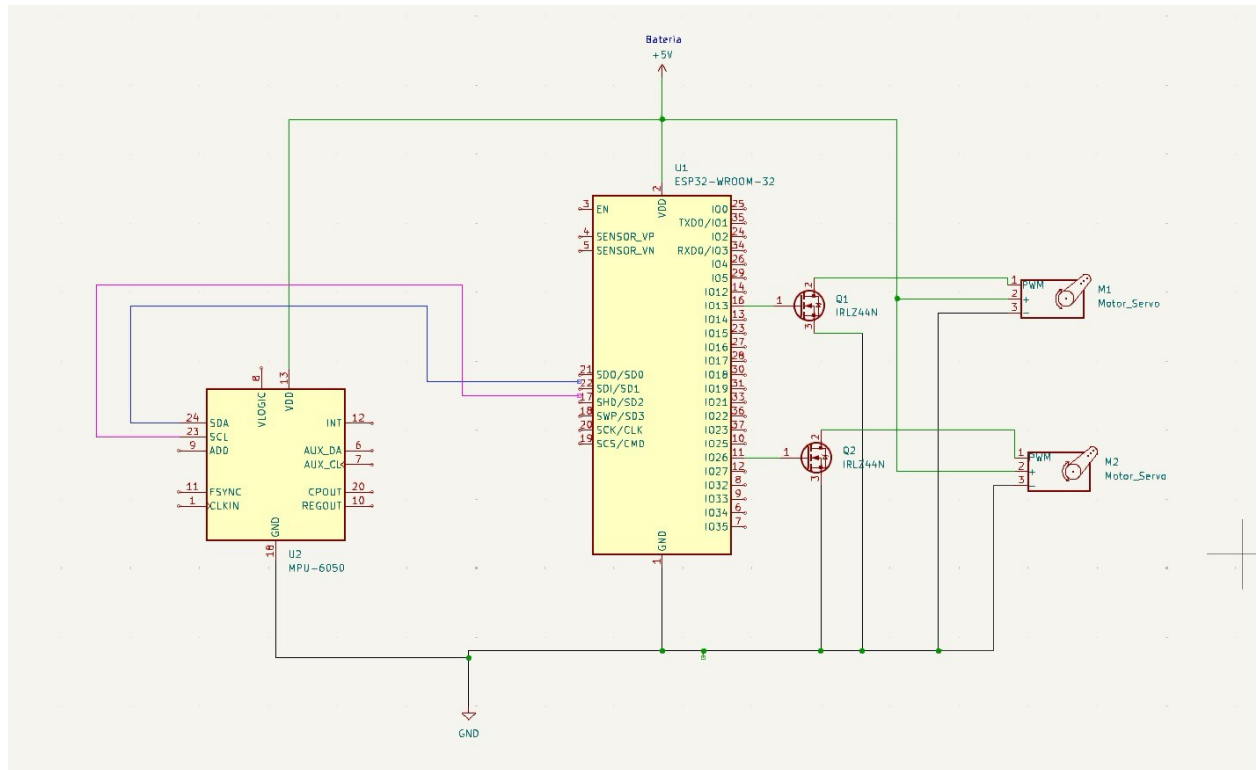 Batería
+5V
U1
ESP32-WROOM-32
2
VDD
3
EN
4
SENSOR_VP
5
SENSOR_VN
21
SDO/SD0
22
SDI/SD1
17
SHD/SD2
18
SWP/SD3
20
SCK/CLK
19
SCS/CMD
IO0
25
TXD0/IO1
35
IO2
24
RXD0/IO3
34
IO4
26
IO5
29
IO12
14
IO13
16
IO14
13
IO15
23
IO16
27
IO17
28
IO18
30
IO19
31
IO21
33
IO22
36
IO23
37
IO25
10
IO26
11
IO27
12
IO32
8
IO33
9
IO34
6
IO35
7
GND
1
1
2
3
Q1
IRLZ44N
1
2
3
Q2
IRLZ44N
1
PWM
2
+
3
-
M1
Motor_Servo
1
PWM
2
+
3
-
M2
Motor_Servo
8
VLOGIC
13
VDD
24
SDA
23
SCL
9
AD0
11
FSYNC
1
CLKIN
INT
12
AUX_DA
6
AUX_CL
7
CPOUT
20
REGOUT
10
GND
18
U2
MPU-6050
GND